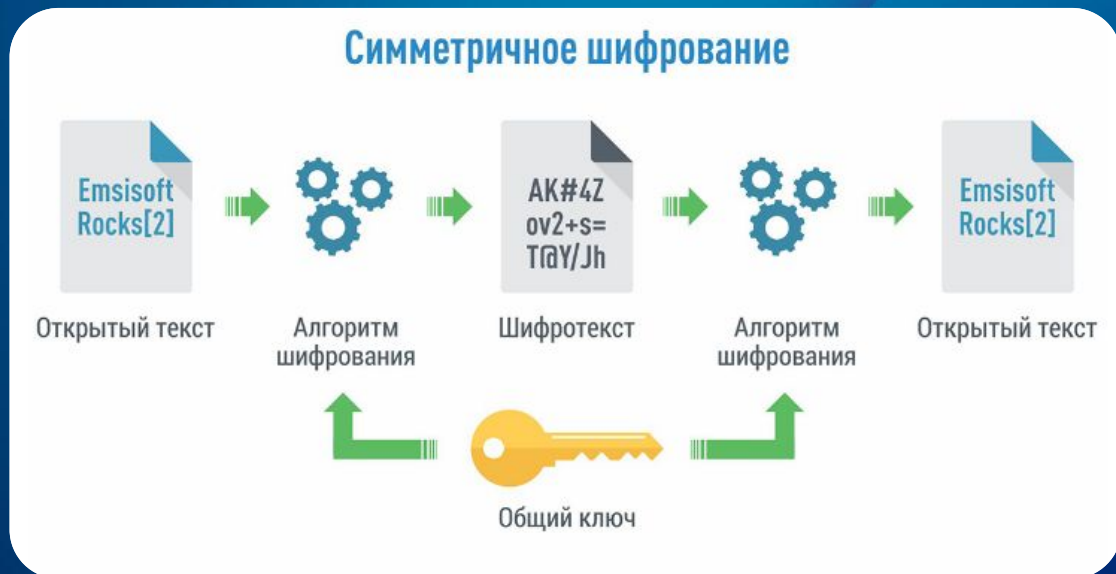 Симметричное шифрование
Emsisoft
Rocks[2]
AK#4Z
ov2+s=
T@Y/Jh
Emsisoft
Rocks[2]
Открытый текст
Алгоритм
шифрования
Шифротекст
Алгоритм
шифрования
Открытый текст
Общий ключ